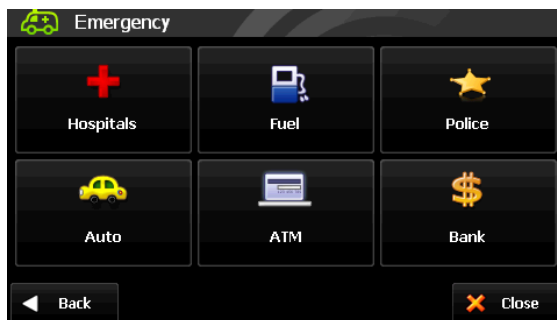 Emergency
Hospitals
Fuel
Police
Auto
ATM
Bank
Back
Close